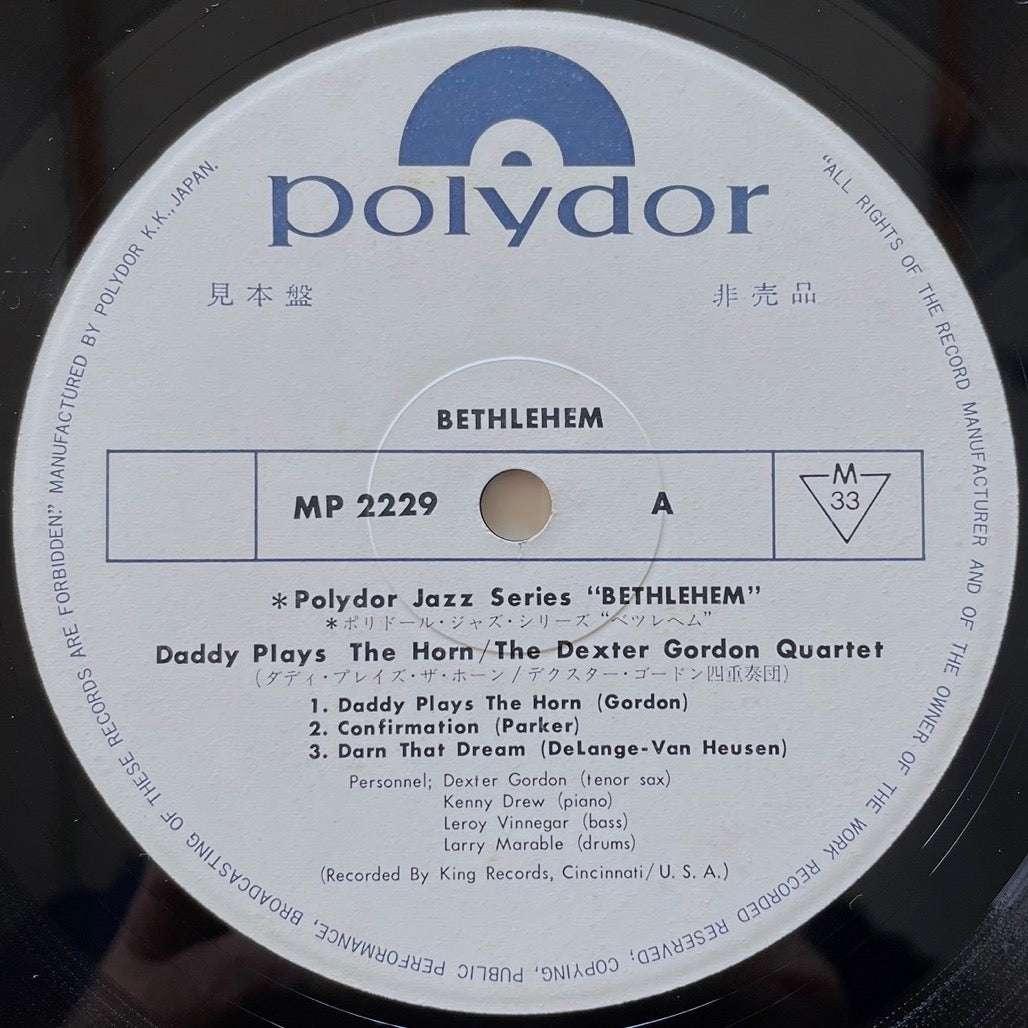 polydor
見本盤 非売品
BETHLEHEM
MP 2229 A M 33
*Polydor Jazz Series "BETHLEHEM"
*ポリドール・ジャズ・シリーズ "ベツレヘム"
Daddy Plays The Horn/The Dexter Gordon Quartet
(ダディ・プレイズ・ザ・ホーン/デクスター・ゴードン四重奏団)
1. Daddy Plays The Horn (Gordon)
2. Confirmation (Parker)
3. Darn That Dream (DeLange-Van Heusen)
Personnel; Dexter Gordon (tenor sax)
Kenny Drew (piano)
Leroy Vinnegar (bass)
Larry Marable (drums)
(Recorded By King Records, Cincinnati/U. S. A.)
"ALL RIGHTS OF THE RECORD MANUFACTURER AND OF THE OWNER OF THE WORK RECORDED RESERVED; COPYING, PUBLIC PERFORMANCE, BROADCASTING OF THESE RECORDS ARE FORBIDDEN." MANUFACTURED BY POLYDOR K.K., JAPAN.